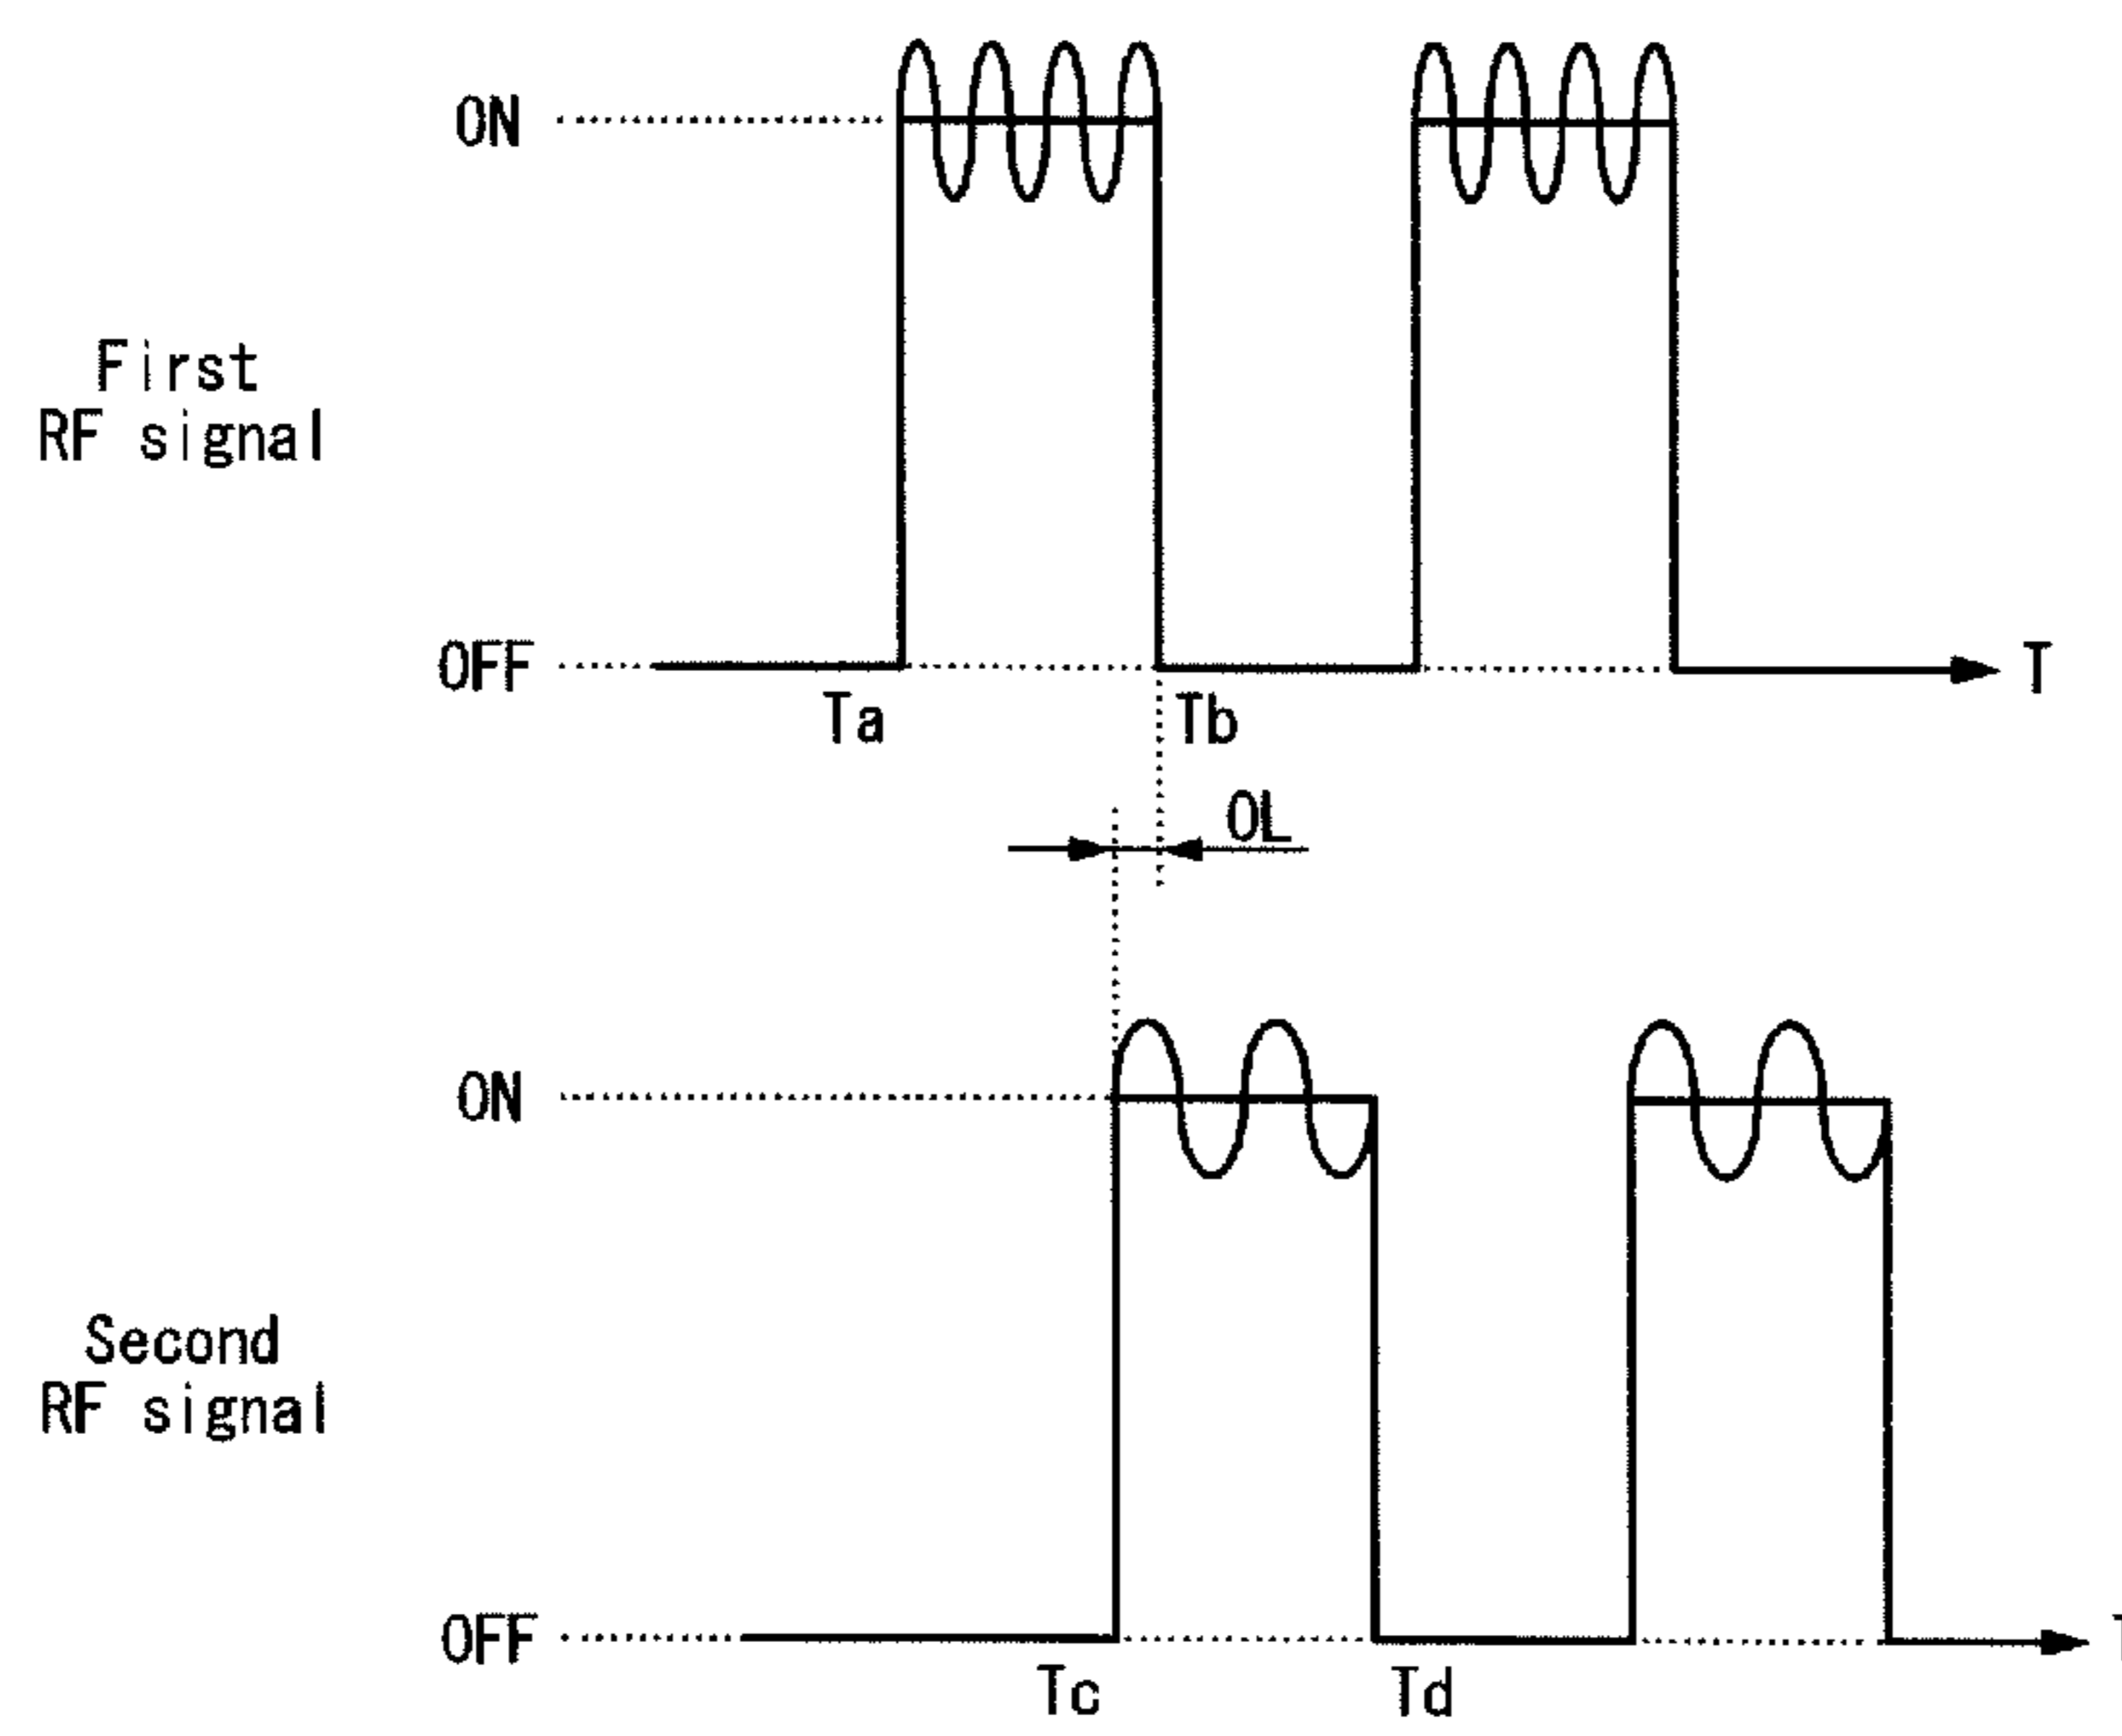 ON
First
RF signal
OFF
T
Ta
Tb
OL
ON
Second
RF signal
OFF
T
Tc
Td